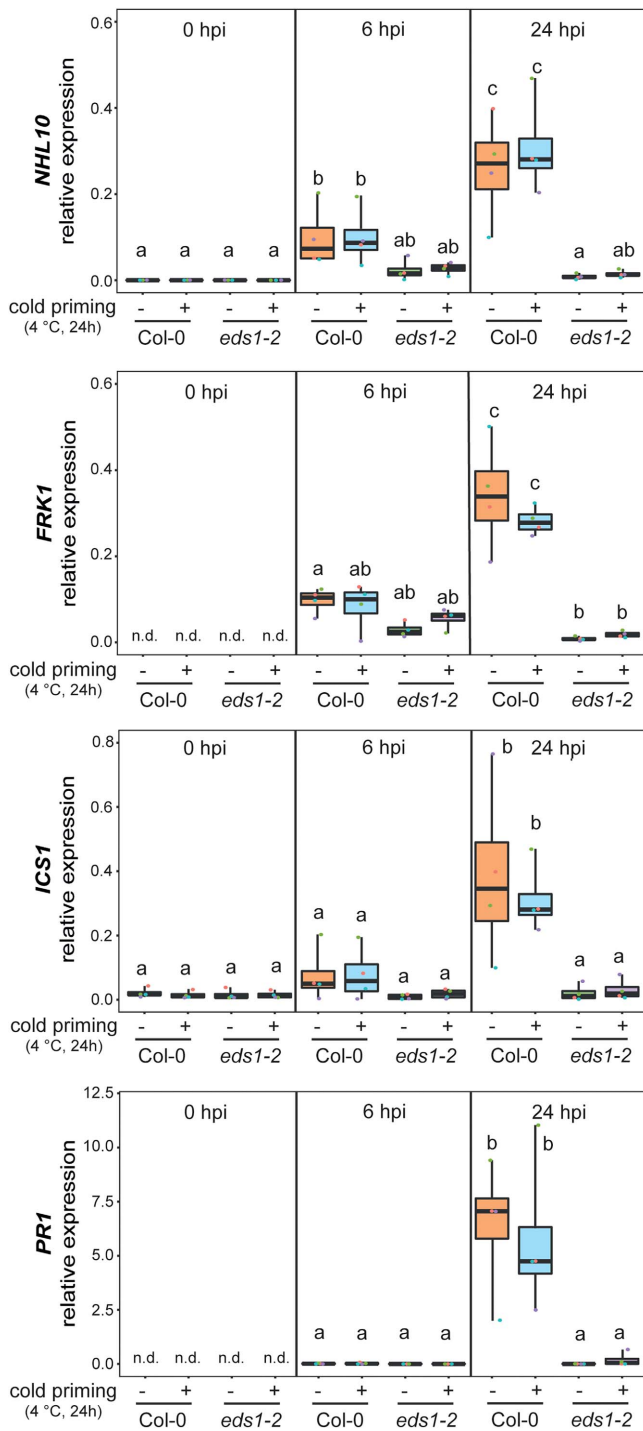 0.6
0 hpi 6 hpi 24 hpi
c c
NHL10
relative expression
0.4
0.2
b b
a a a a ab ab a ab
0.0
cold priming - + - + - + - + - + - +
(4 °C, 24h)
Col-0 eds1-2 Col-0 eds1-2 Col-0 eds1-2
0.6
0 hpi 6 hpi 24 hpi
c
c
FRK1
relative expression
0.4
0.2
a ab ab ab
b b
n.d. n.d. n.d. n.d.
0.0
cold priming - + - + - + - + - + - +
(4 °C, 24h)
Col-0 eds1-2 Col-0 eds1-2 Col-0 eds1-2
0.8
0 hpi 6 hpi 24 hpi
b
b
ICS1
relative expression
0.6
0.4
0.2
a a a a a a a a a a
0.0
cold priming - + - + - + - + - + - +
(4 °C, 24h)
Col-0 eds1-2 Col-0 eds1-2 Col-0 eds1-2
12.5
0 hpi 6 hpi 24 hpi
b b
PR1
relative expression
10.0
7.5
5.0
2.5
n.d. n.d. n.d. n.d. a a a a a a
0.0
cold priming - + - + - + - + - + - +
(4 °C, 24h)
Col-0 eds1-2 Col-0 eds1-2 Col-0 eds1-2